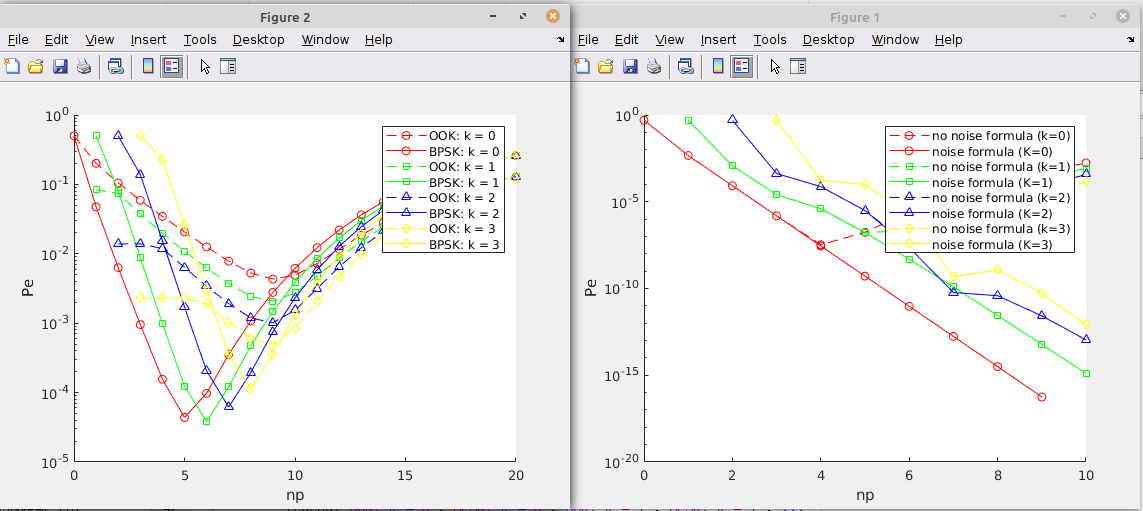 Figure 2
File Edit View Insert Tools Desktop Window Help
10^0
10^-1
10^-2
10^-3
10^-4
10^-5
Pe
0 5 10 15 20
np
OOK: k = 0
BPSK: k = 0
OOK: k = 1
BPSK: k = 1
OOK: k = 2
BPSK: k = 2
OOK: k = 3
BPSK: k = 3
Figure 1
File Edit View Insert Tools Desktop Window Help
10^0
10^-5
10^-10
10^-15
10^-20
Pe
0 2 4 6 8 10
np
no noise formula (k=0)
noise formula (K=0)
no noise formula (k=1)
noise formula (K=1)
no noise formula (k=2)
noise formula (K=2)
no noise formula (k=3)
noise formula (K=3)